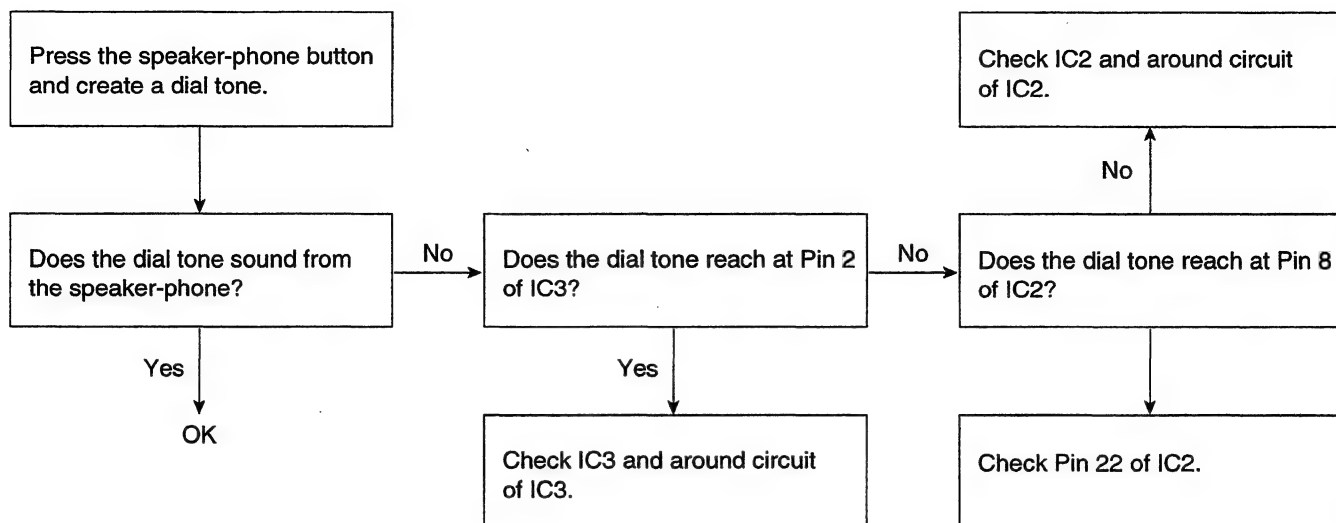 Press the speaker-phone button
and create a dial tone.
Check IC2 and around circuit
of IC2.
No
Does the dial tone sound from
the speaker-phone?
No
Does the dial tone reach at Pin 2
of IC3?
No
Does the dial tone reach at Pin 8
of IC2?
Yes
Yes
OK
Check IC3 and around circuit
of IC3.
Check Pin 22 of IC2.